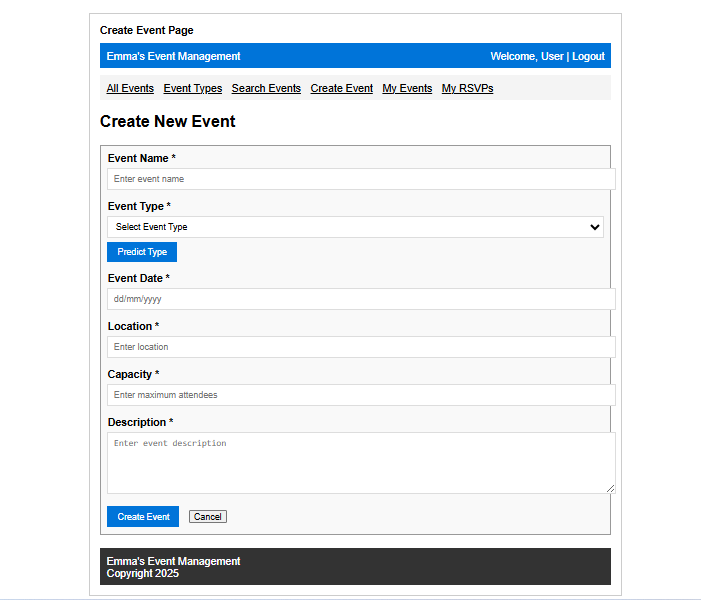 Create Event Page
Emma's Event Management Welcome, User | Logout
All Events Event Types Search Events Create Event My Events My RSVPs
Create New Event
Event Name *
Enter event name
Event Type *
Select Event Type
Predict Type
Event Date *
dd/mm/yyyy
Location *
Enter location
Capacity *
Enter maximum attendees
Description *
Enter event description
Create Event Cancel
Emma's Event Management
Copyright 2025